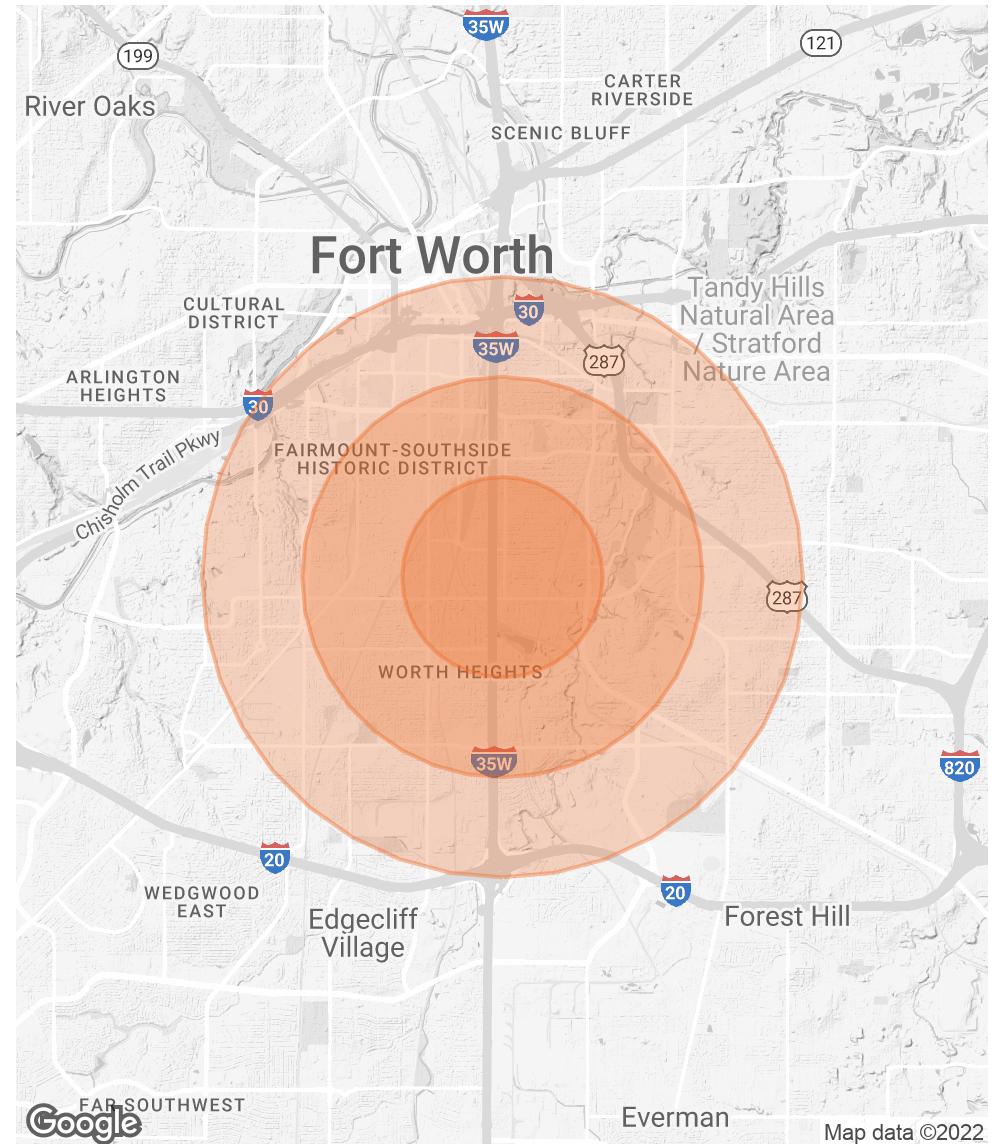 35W
121
199
CARTER
RIVERSIDE
River Oaks
SCENIC BLUFF
Fort Worth
Tandy Hills
Natural Area
/ Stratford
Nature Area
CULTURAL
DISTRICT
30
35W
287
ARLINGTON
HEIGHTS
30
Chisholm Trail Pkwy
FAIRMOUNT-SOUTHSIDE
HISTORIC DISTRICT
287
WORTH HEIGHTS
35W
820
20
20
WEDGWOOD
EAST
Edgecliff
Village
Forest Hill
FAR SOUTHWEST
Google
Everman
Map data ©2022